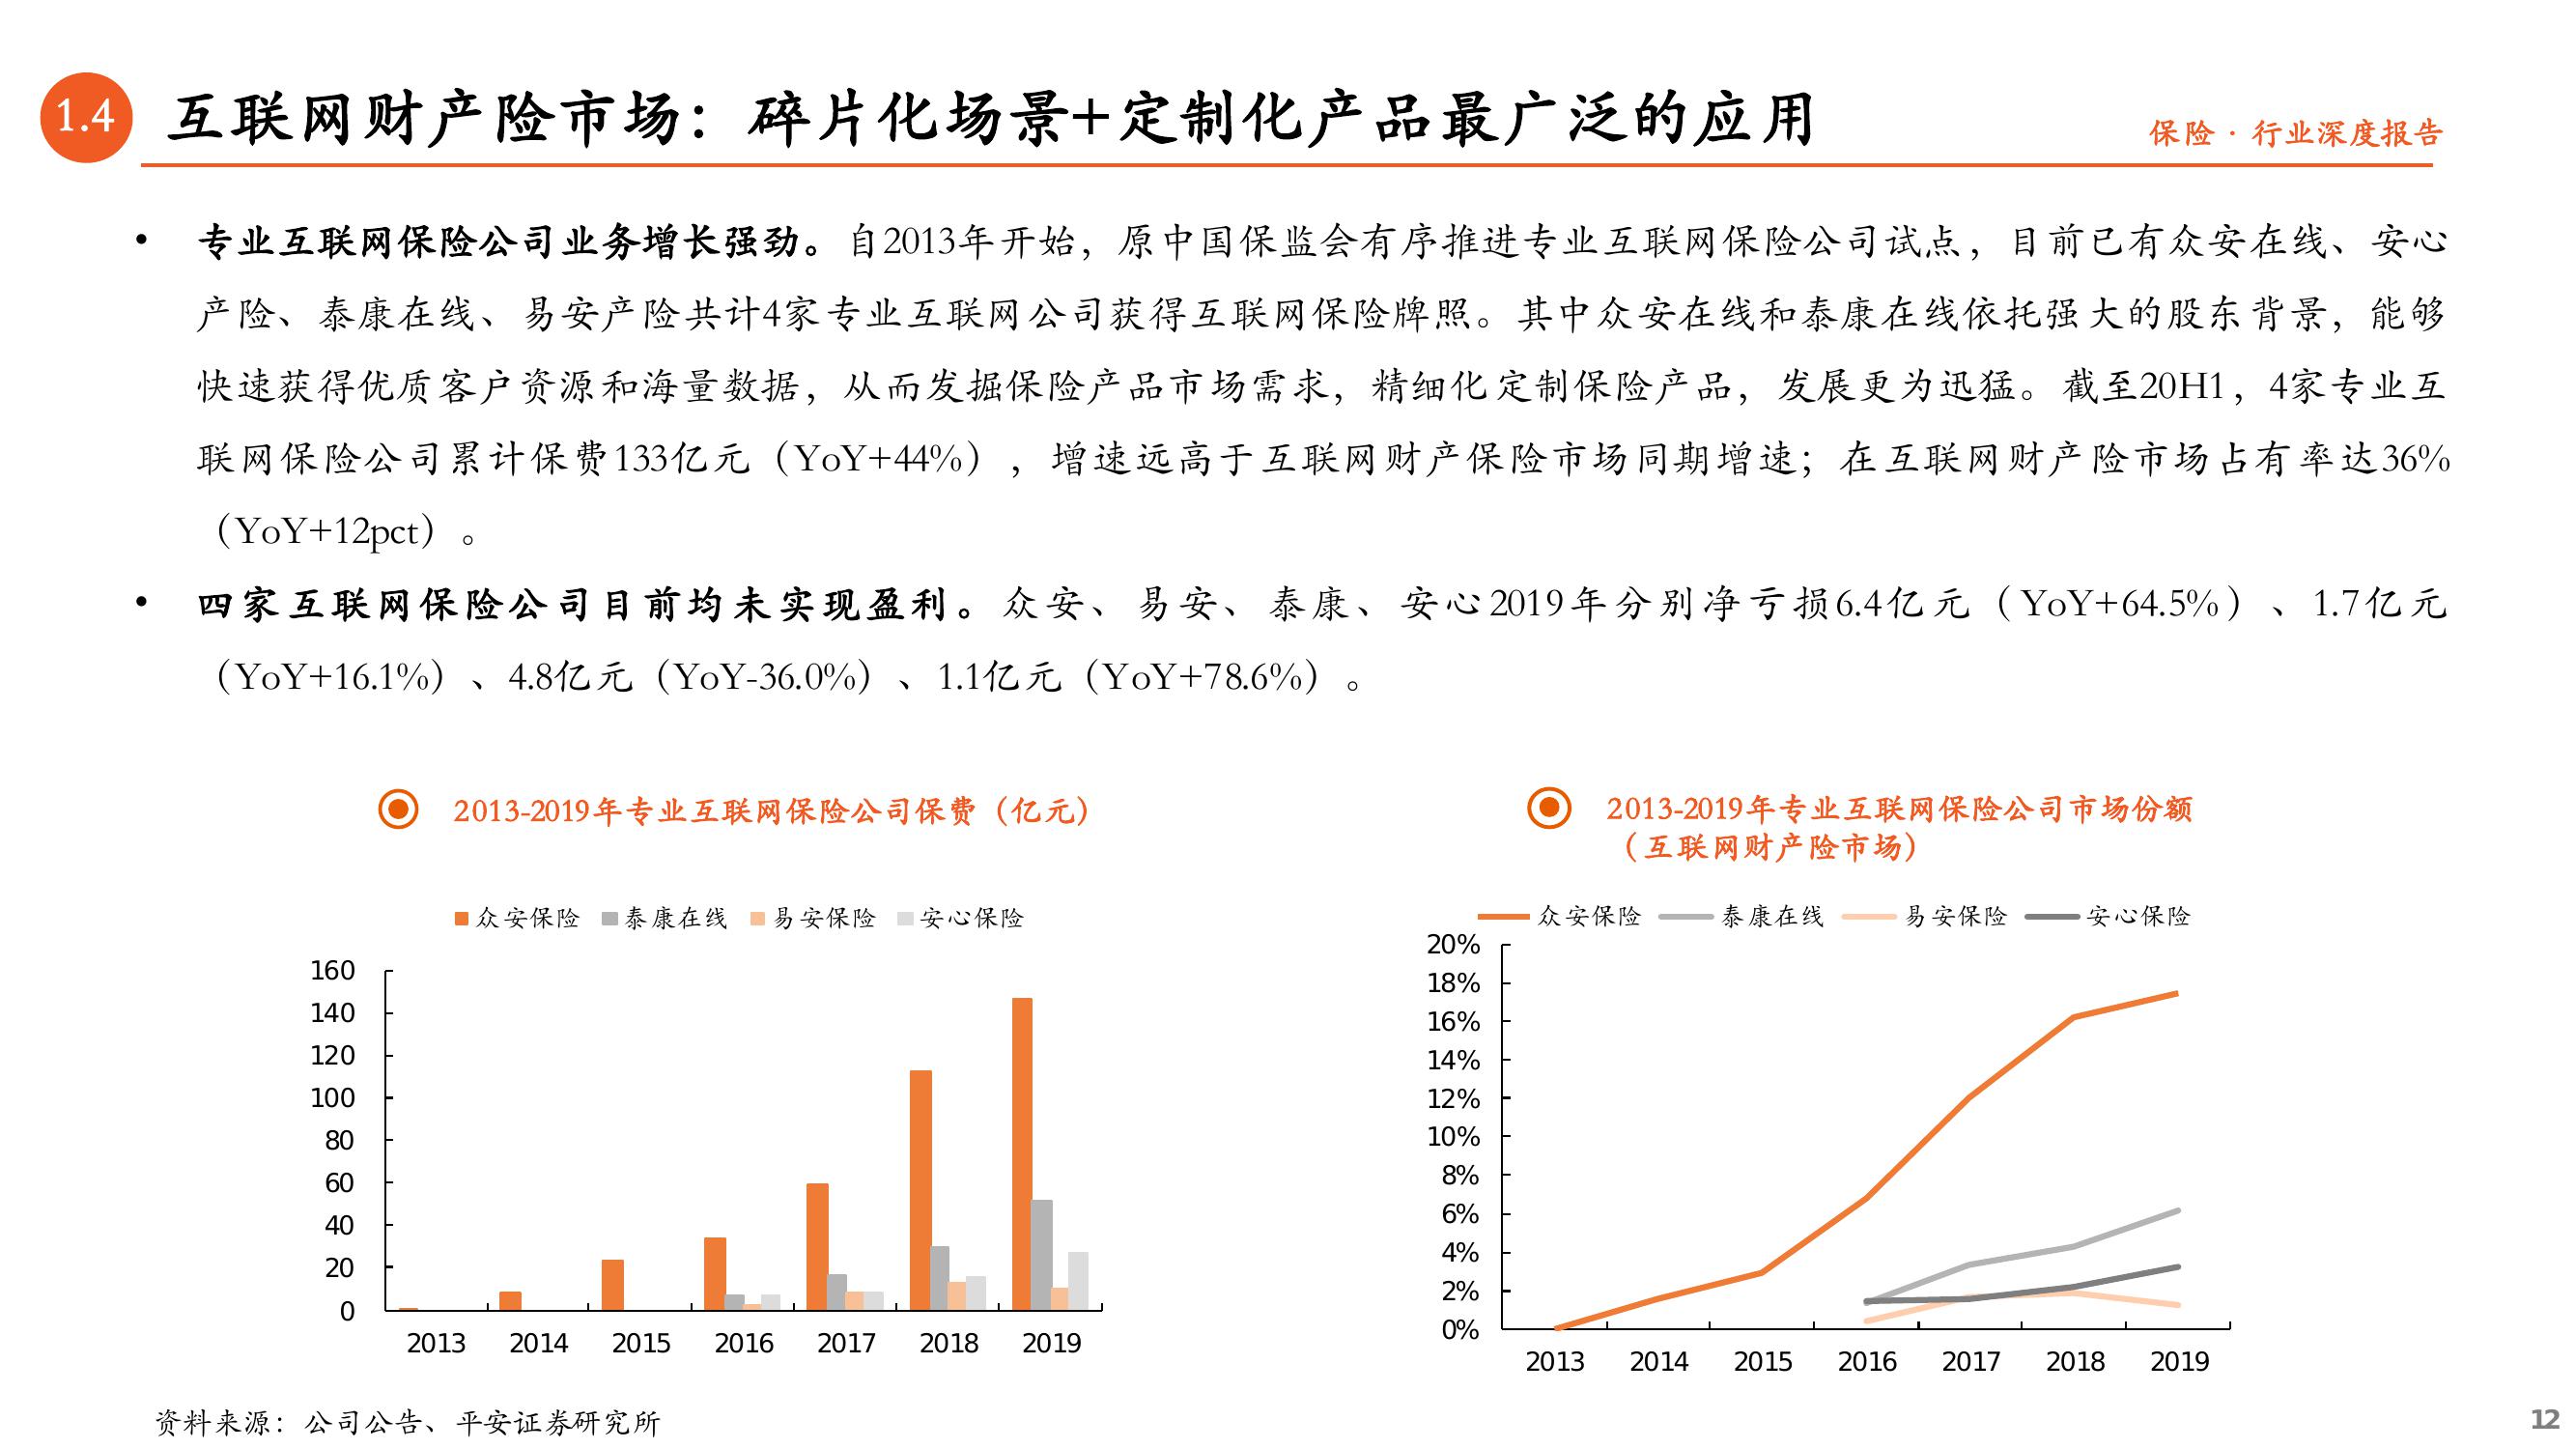 1.4 互联网财产险市场：碎片化场景+定制化产品最广泛的应用
保险 · 行业深度报告
• 专业互联网保险公司业务增长强劲。自2013年开始，原中国保监会有序推进专业互联网保险公司试点，目前已有众安在线、安心
产险、泰康在线、易安产险共计4家专业互联网公司获得互联网保险牌照。其中众安在线和泰康在线依托强大的股东背景，能够
快速获得优质客户资源和海量数据，从而发掘保险产品市场需求，精细化定制保险产品，发展更为迅猛。截至20H1，4家专业互
联网保险公司累计保费133亿元（YoY+44%），增速远高于互联网财产保险市场同期增速；在互联网财产险市场占有率达36%
（YoY+12pct）。
• 四家互联网保险公司目前均未实现盈利。众安、易安、泰康、安心2019年分别净亏损6.4亿元（YoY+64.5%）、1.7亿元
（YoY+16.1%）、4.8亿元（YoY-36.0%）、1.1亿元（YoY+78.6%）。
2013-2019年专业互联网保险公司保费（亿元）
众安保险 泰康在线 易安保险 安心保险
160
140
120
100
80
60
40
20
0
2013 2014 2015 2016 2017 2018 2019
2013-2019年专业互联网保险公司市场份额
（互联网财产险市场）
众安保险 泰康在线 易安保险 安心保险
20%
18%
16%
14%
12%
10%
8%
6%
4%
2%
0%
2013 2014 2015 2016 2017 2018 2019
资料来源：公司公告、平安证券研究所
12